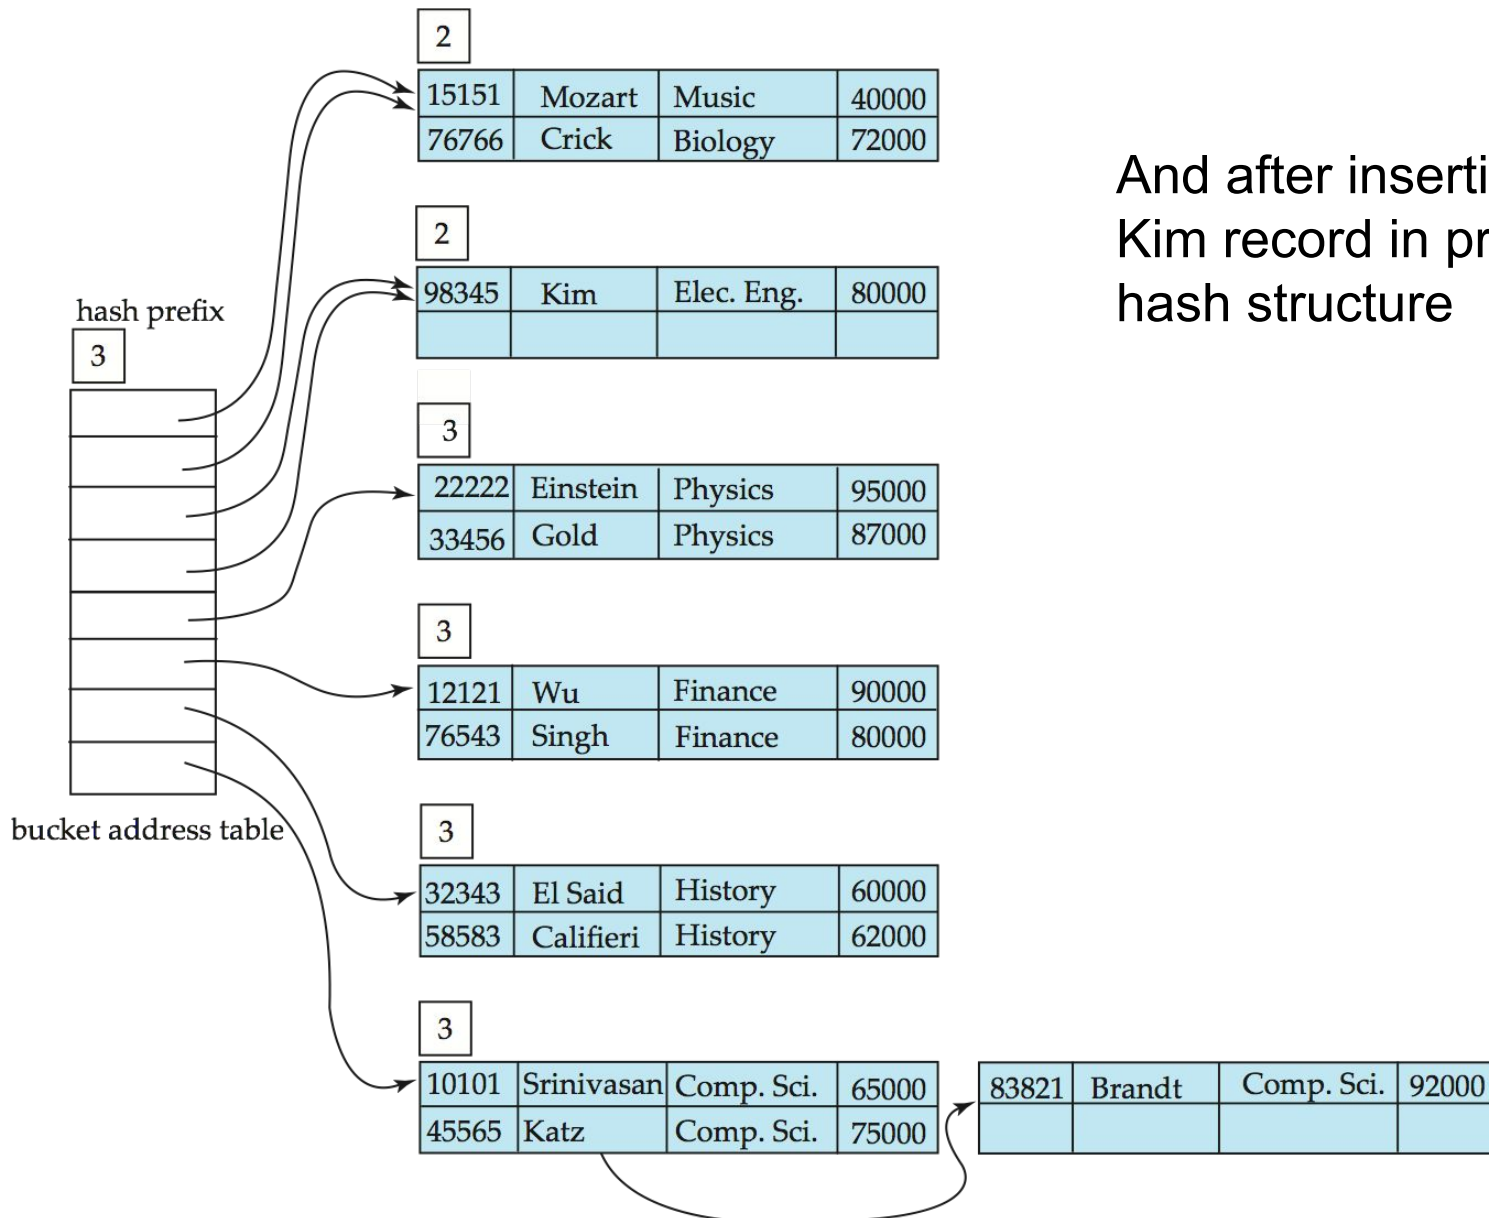 2
15151 Mozart Music 40000
76766 Crick Biology 72000
And after inserti
Kim record in pr
hash structure
2
98345 Kim Elec. Eng. 80000
hash prefix
3
3
22222 Einstein Physics 95000
33456 Gold Physics 87000
3
12121 Wu Finance 90000
76543 Singh Finance 80000
bucket address table
3
32343 El Said History 60000
58583 Califieri History 62000
3
10101 Srinivasan Comp. Sci. 65000
45565 Katz Comp. Sci. 75000
83821 Brandt Comp. Sci. 92000